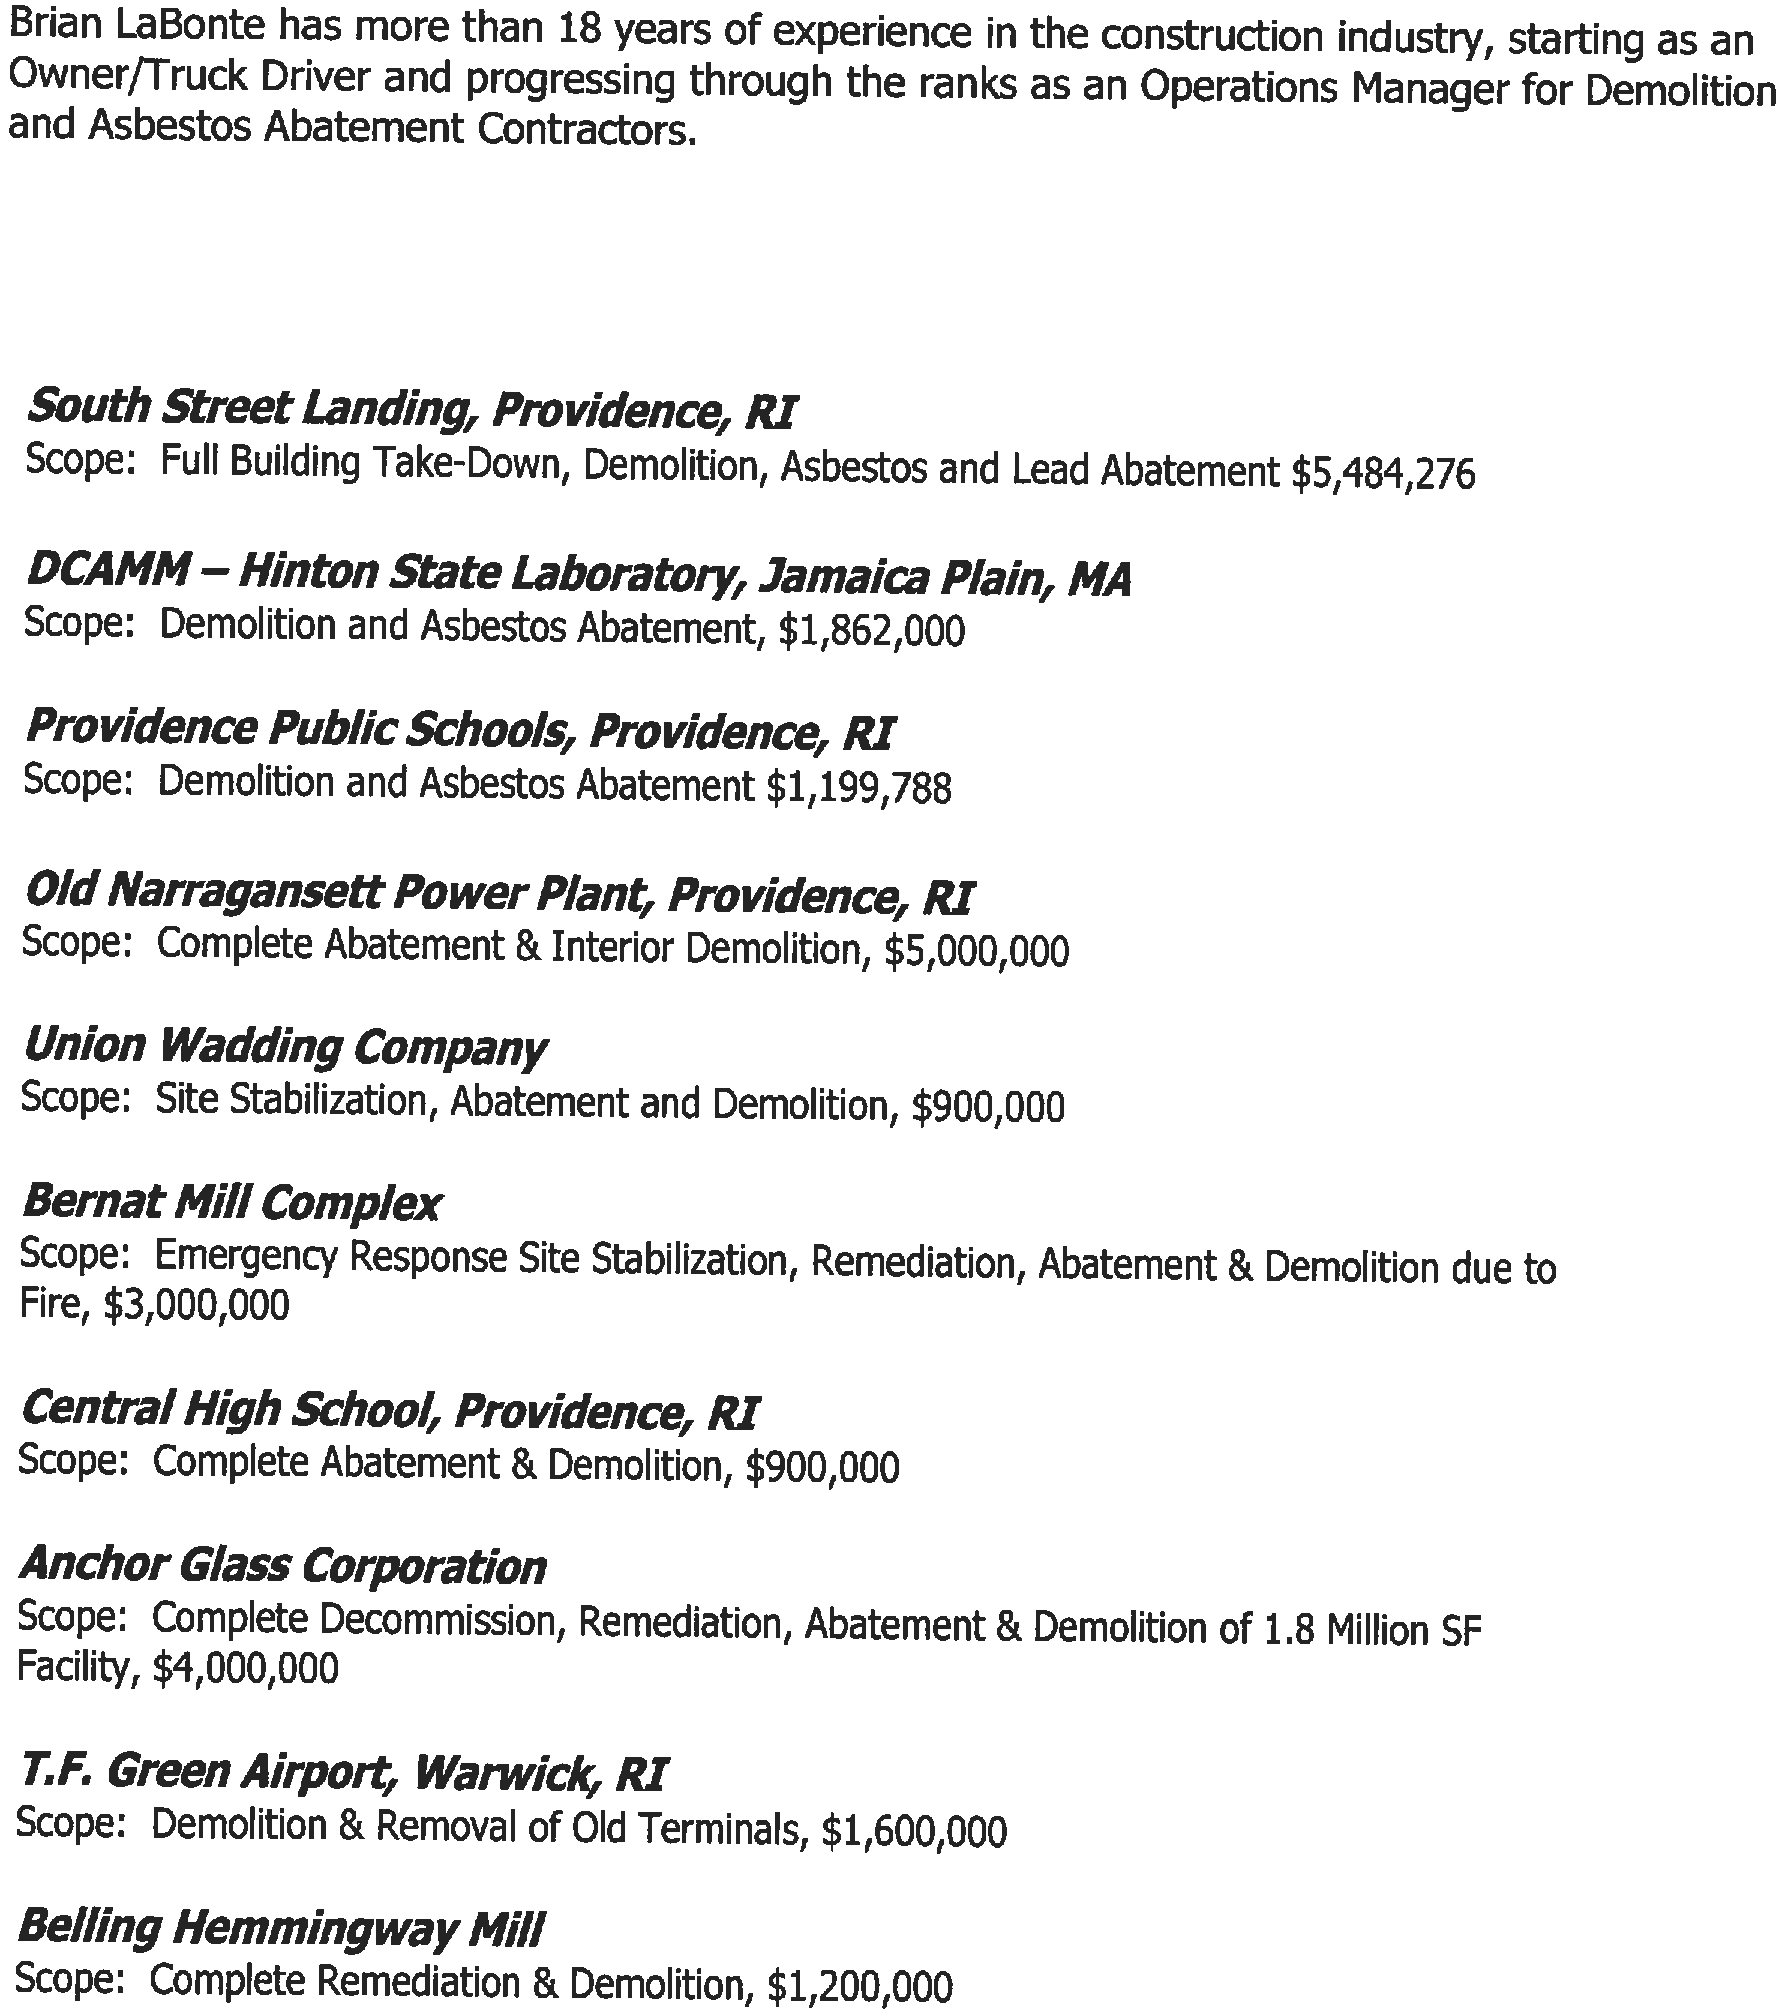 Brian LaBonte has more than 18 years of experience in the construction industry, starting as an
Owner/Truck Driver and progressing through the ranks as an Operations Manager for Demolition
and Asbestos Abatement Contractors.
South Street Landing, Providence, RI
Scope: Full Building Take-Down, Demolition, Asbestos and Lead Abatement $5,484,276
DCAMM – Hinton State Laboratory, Jamaica Plain, MA
Scope: Demolition and Asbestos Abatement, $1,862,000
Providence Public Schools, Providence, RI
Scope: Demolition and Asbestos Abatement $1,199,788
Old Narragansett Power Plant, Providence, RI
Scope: Complete Abatement & Interior Demolition, $5,000,000
Union Wadding Company
Scope: Site Stabilization, Abatement and Demolition, $900,000
Bernat Mill Complex
Scope: Emergency Response Site Stabilization, Remediation, Abatement & Demolition due to
Fire, $3,000,000
Central High School, Providence, RI
Scope: Complete Abatement & Demolition, $900,000
Anchor Glass Corporation
Scope: Complete Decommission, Remediation, Abatement & Demolition of 1.8 Million SF
Facility, $4,000,000
T.F. Green Airport, Warwick, RI
Scope: Demolition & Removal of Old Terminals, $1,600,000
Belling Hemmingway Mill
Scope: Complete Remediation & Demolition, $1,200,000